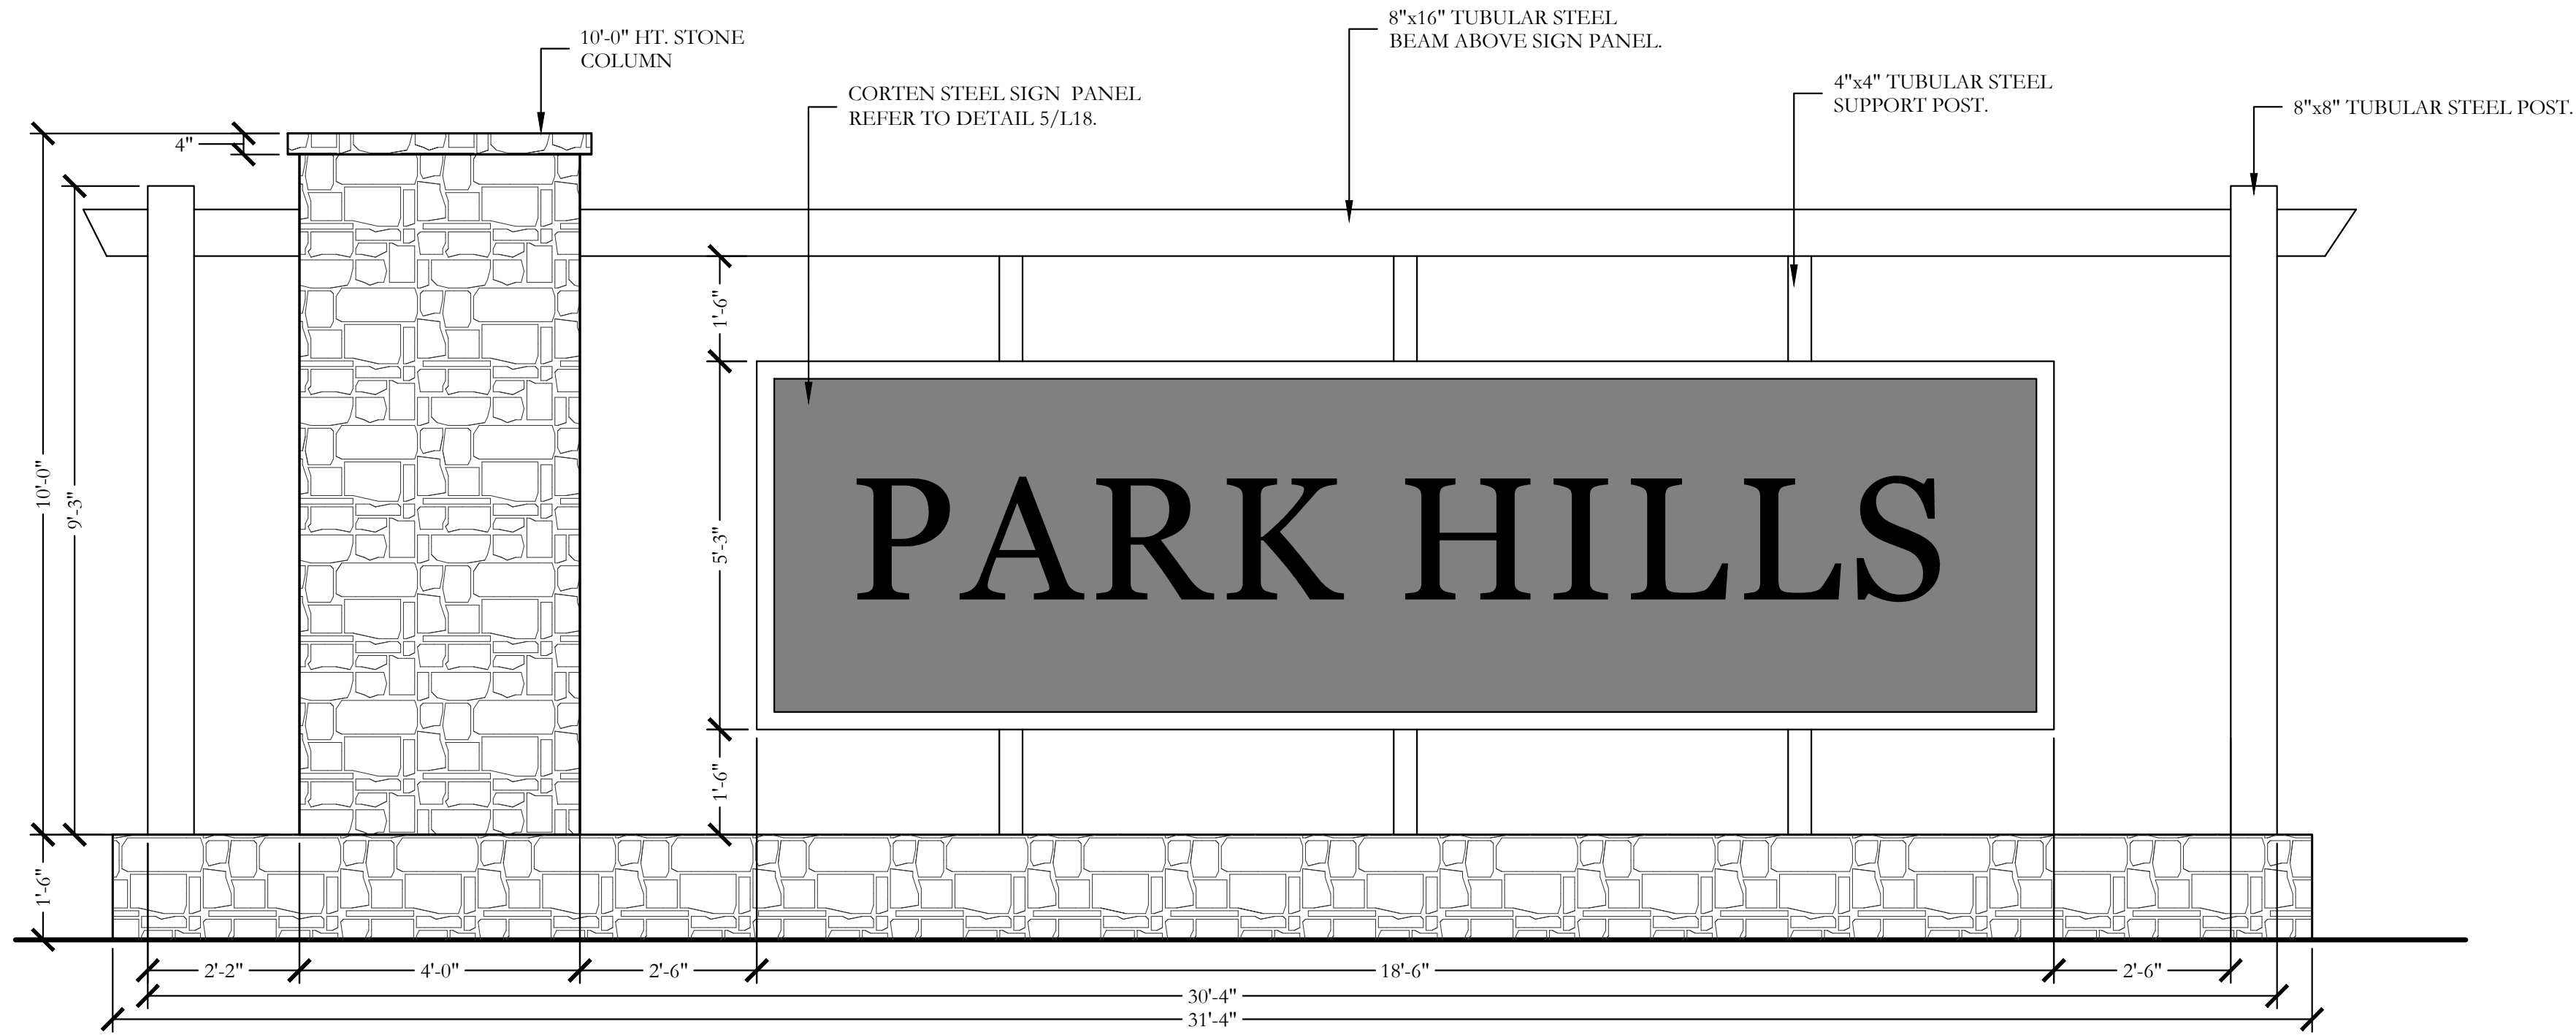 8"x16" TUBULAR STEEL
BEAM ABOVE SIGN PANEL.
10'-0" HT. STONE
COLUMN
4"x4" TUBULAR STEEL
SUPPORT POST.
CORTEN STEEL SIGN  PANEL
REFER TO DETAIL 5/L18.
8"x8" TUBULAR STEEL POST.
4"
10'-0"
9'-3"
1'-6"
5'-3"
PARK HILLS
1'-6"
1'-6"
2'-2"
4'-0"
2'-6"
18'-6"
2'-6"
30'-4"
31'-4"